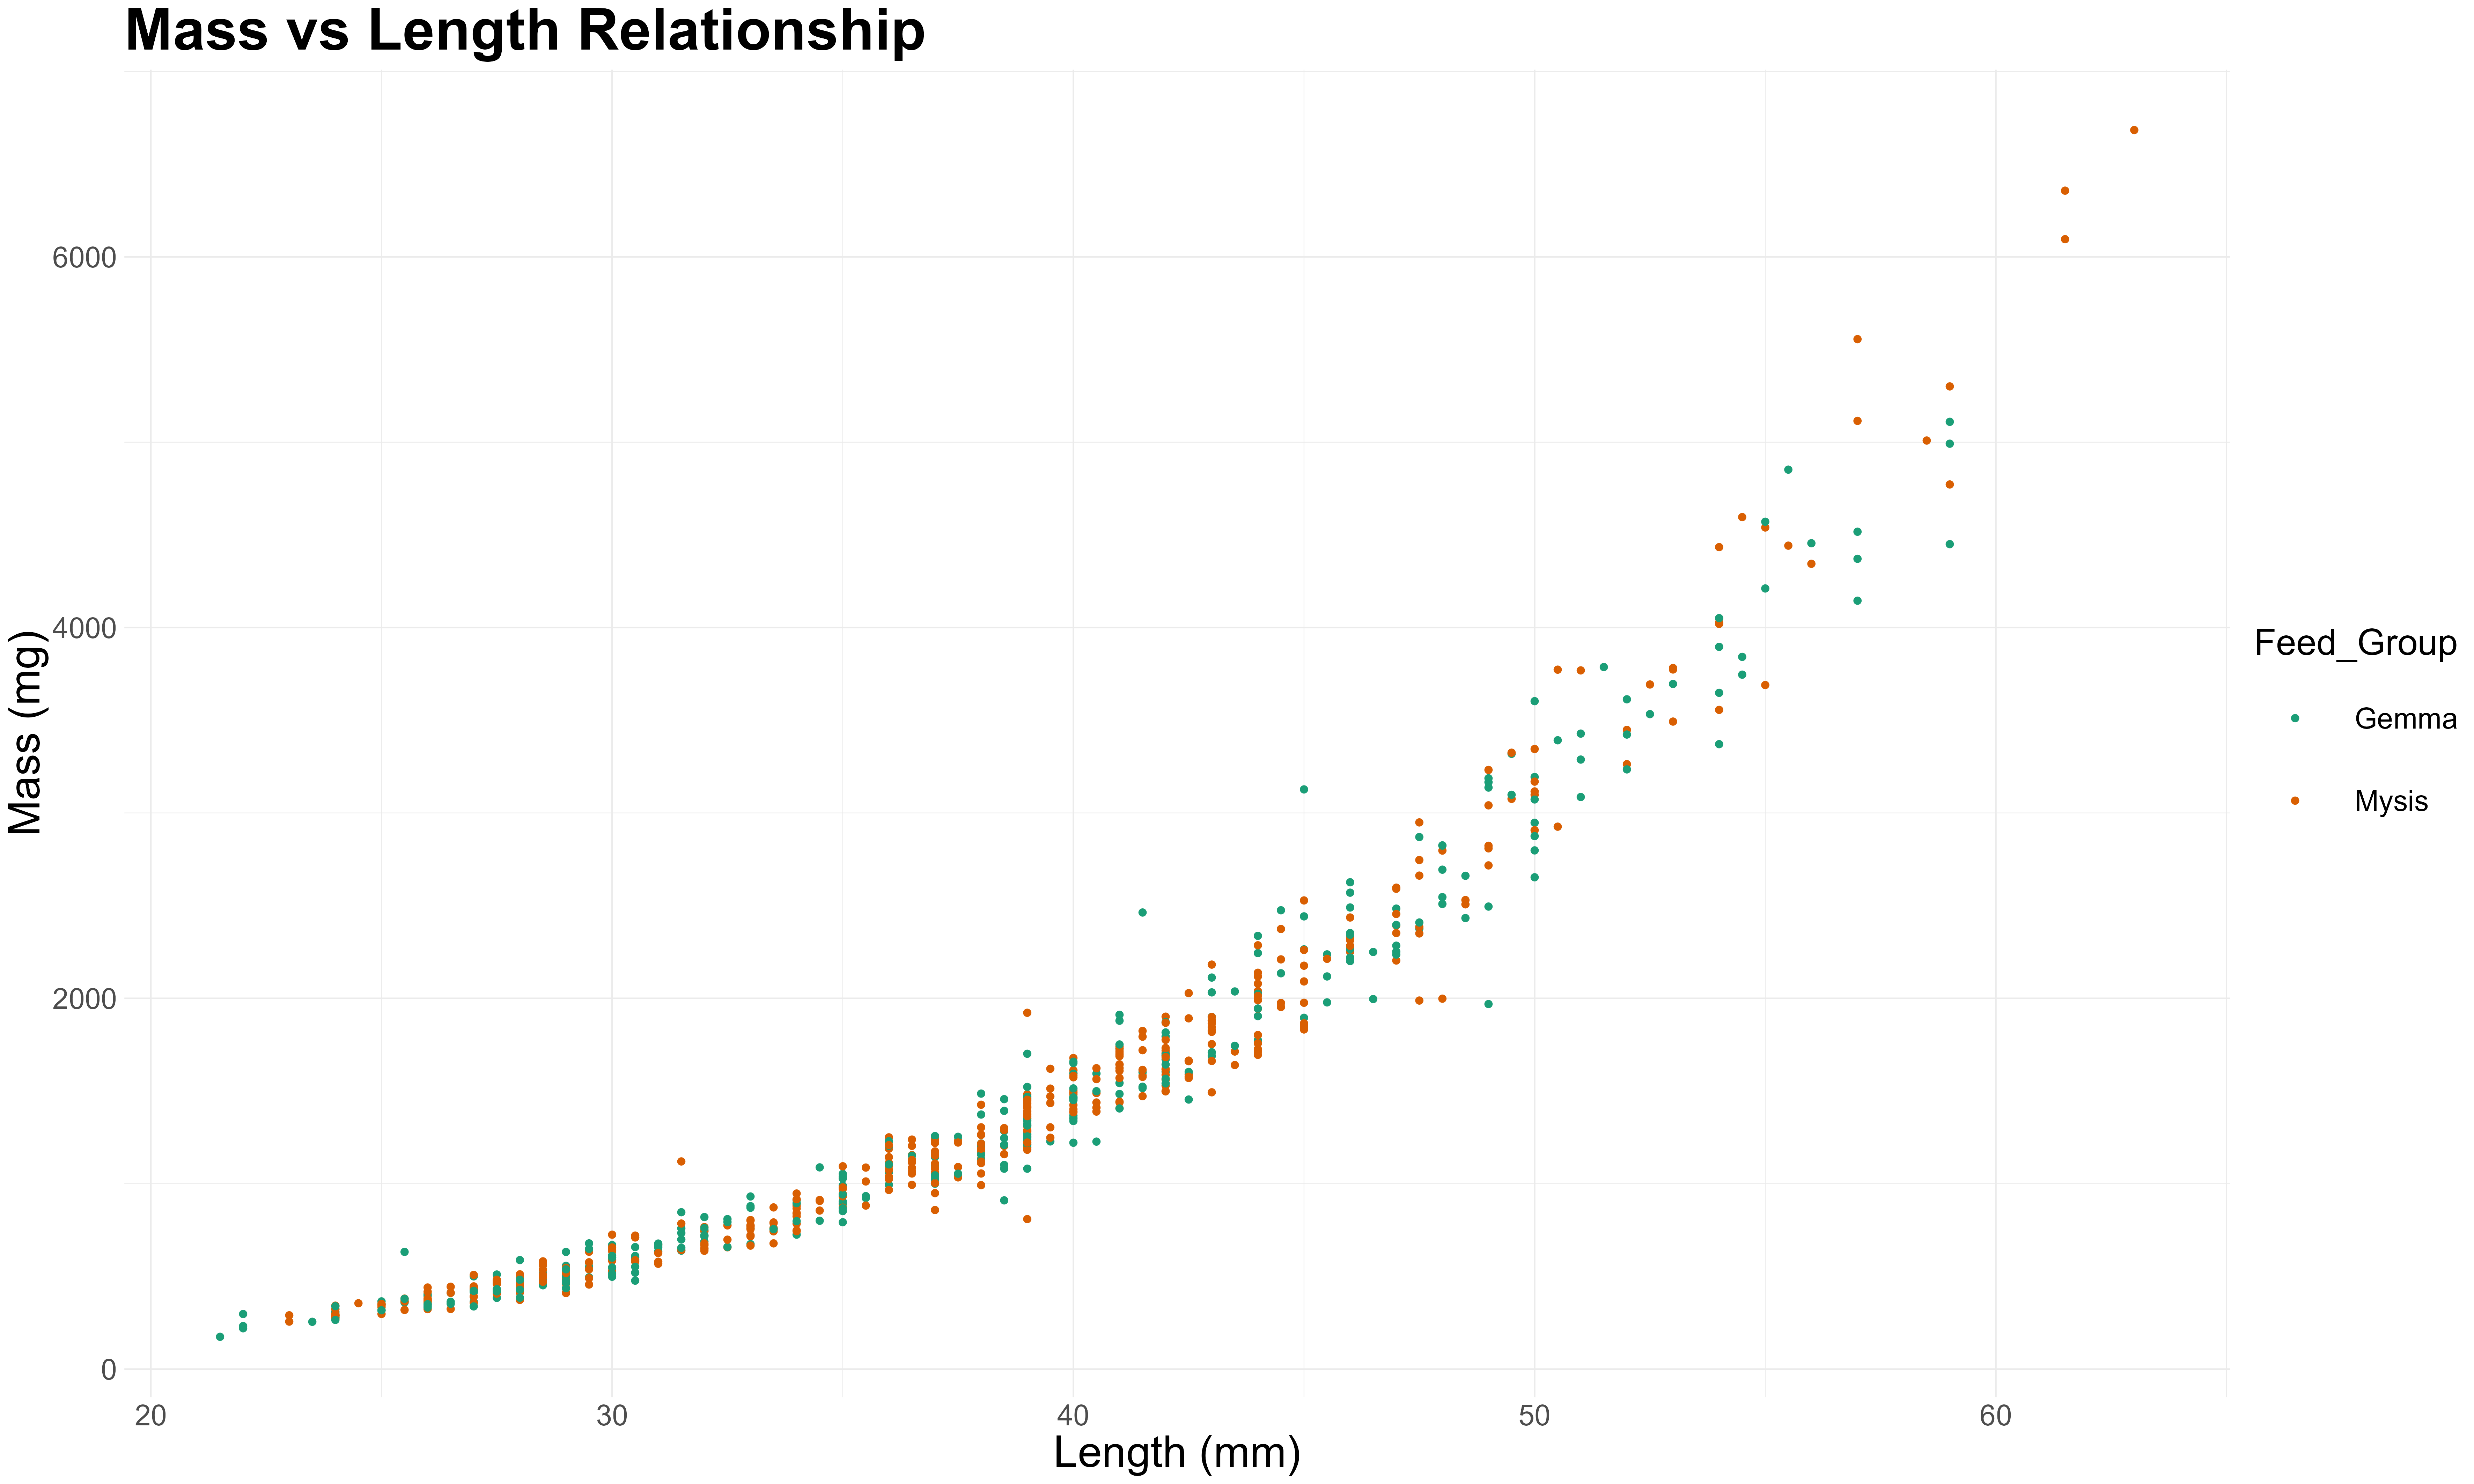 Mass vs Length Relationship
Mass (mg)
6000
4000
2000
0
20 30 40 50 60
Length (mm)
Feed_Group
Gemma
Mysis